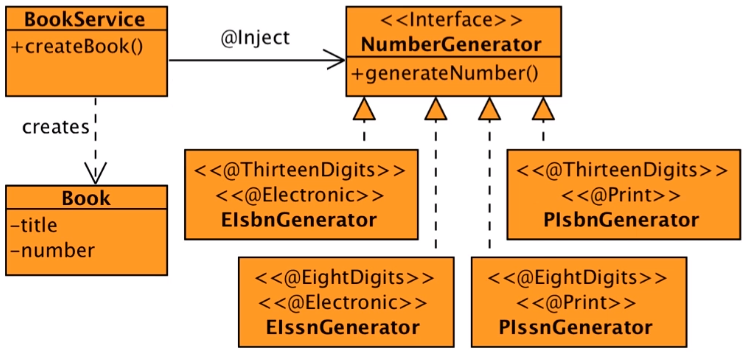 BookService
+createBook()
@Inject
<<Interface>>
NumberGenerator
+generateNumber()
creates
Book
-title
-number
<<@ThirteenDigits>>
<<@Electronic>>
EIsbnGenerator
<<@ThirteenDigits>>
<<@Print>>
PIsbnGenerator
<<@EightDigits>>
<<@Electronic>>
EIssnGenerator
<<@EightDigits>>
<<@Print>>
PIssnGenerator